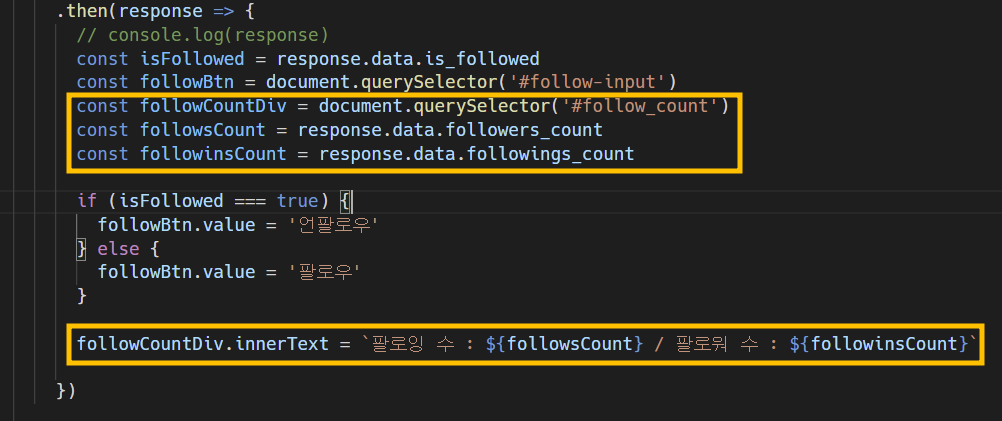 .then(response => {
// console.log(response)
const isFollowed = response.data.is_followed
const followBtn = document.querySelector('#follow-input')
const followCountDiv = document.querySelector('#follow_count')
const followsCount = response.data.followers_count
const followinsCount = response.data.followings_count
if (isFollowed === true) {
followBtn.value = '언팔로우'
} else {
followBtn.value = '팔로우'
}
followCountDiv.innerText = `팔로잉 수 : ${followsCount} / 팔로워 수 : ${followinsCount}`
})